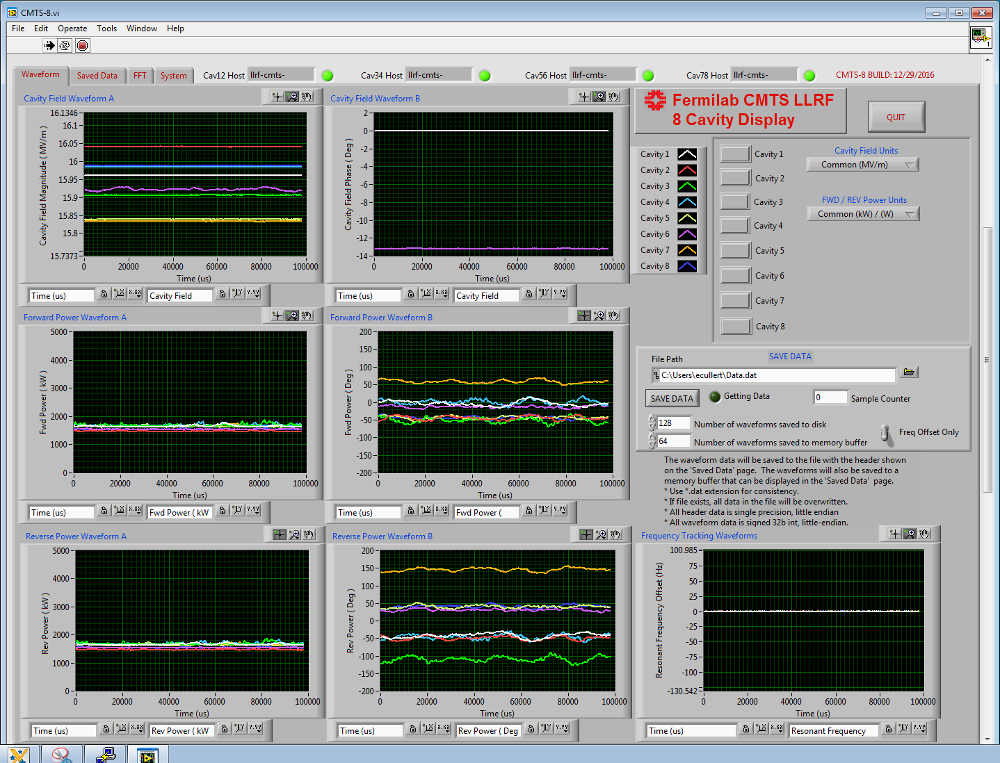 CMTS-8.vi
File Edit Operate Tools Window Help
1
Waveform Saved Data FFT System Cav12 Host llrf-cmts- Cav34 Host llrf-cmts- Cav56 Host llrf-cmts- Cav78 Host llrf-cmts- CMTS-8 BUILD: 12/29/2016
Cavity Field Waveform A
16.1346
16.1
16.05
16
15.95
15.9
15.85
15.8
15.7373
Cavity Field Magnitude ( MV/m )
0 20000 40000 60000 80000 100000
Time (us)
Time (us) Cavity Field
Cavity Field Waveform B
2
0
-2
-4
-6
-8
-10
-12
-14
Cavity Field Phase ( Deg )
0 20000 40000 60000 80000 100000
Time (us)
Time (us) Cavity Field
Fermilab CMTS LLRF
8 Cavity Display
QUIT
Cavity 1
Cavity 2
Cavity 3
Cavity 4
Cavity 5
Cavity 6
Cavity 7
Cavity 8
Cavity 1
Cavity 2
Cavity 3
Cavity 4
Cavity 5
Cavity 6
Cavity 7
Cavity 8
Cavity Field Units
Common (MV/m)
FWD / REV Power Units
Common (kW) / (W)
Forward Power Waveform A
5000
4000
3000
2000
1000
0
Fwd Power ( kW )
0 20000 40000 60000 80000 100000
Time (us)
Time (us) Fwd Power ( kW
Forward Power Waveform B
200
150
100
50
0
-50
-100
-150
-200
Fwd Power ( Deg )
0 20000 40000 60000 80000 100000
Time (us)
Time (us) Fwd Power (
SAVE DATA
File Path
C:\Users\ecullert\Data.dat
SAVE DATA Getting Data 0 Sample Counter
128 Number of waveforms saved to disk
64 Number of waveforms saved to memory buffer
Freq Offset Only
The waveform data will be saved to the file with the header shown
on the 'Saved Data' page. The waveforms will also be saved to a
memory buffer that can be displayed in the 'Saved Data' page.
* Use *.dat extension for consistency.
* If file exists, all data in the file will be overwritten.
* All header data is single precision, little endian
* All waveform data is signed 32b int, little-endian.
Reverse Power Waveform A
5000
4000
3000
2000
1000
0
Rev Power ( kW )
0 20000 40000 60000 80000 100000
Time (us)
Time (us) Rev Power ( kW
Reverse Power Waveform B
200
150
100
50
0
-50
-100
-150
-200
Rev Power ( Deg )
0 20000 40000 60000 80000 100000
Time (us)
Time (us) Rev Power ( Deg
Frequency Tracking Waveforms
100.985
75
50
25
0
-25
-50
-75
-100
-130.542
Resonant Frequency Offset (Hz)
0 20000 40000 60000 80000 100000
Time (us)
Time (us) Resonant Frequency